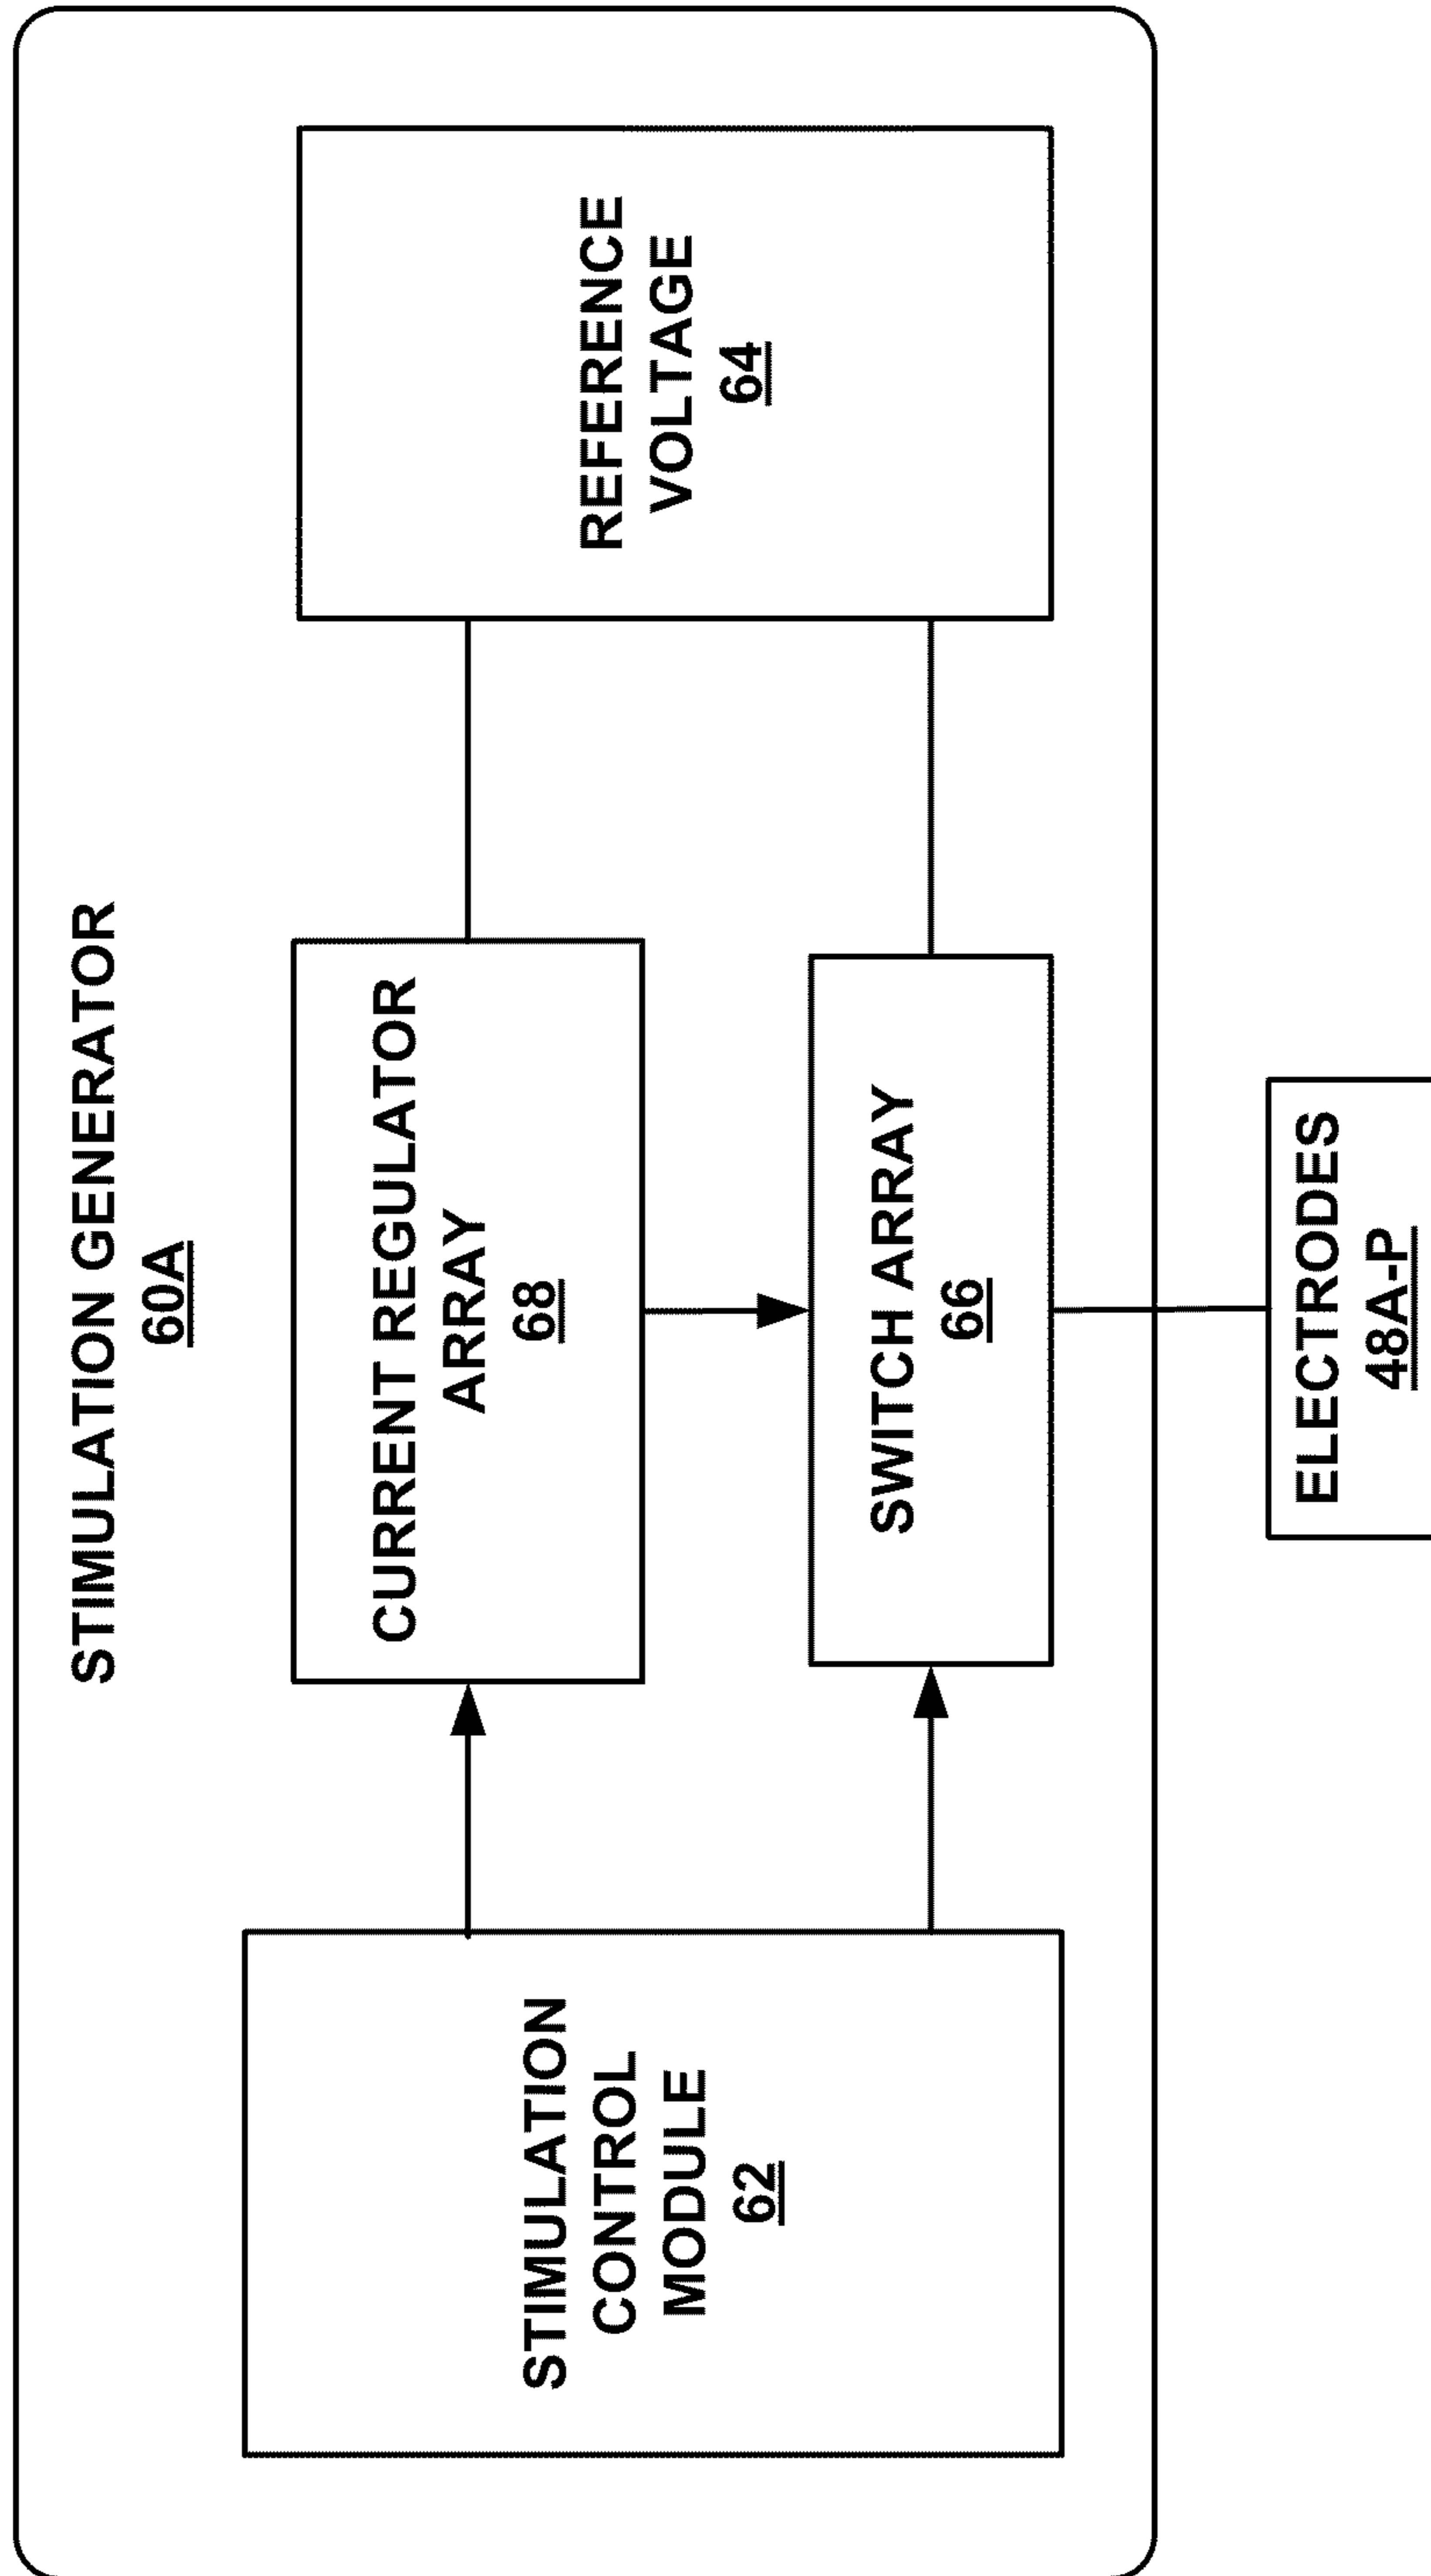 STIMULATION GENERATOR
60A
STIMULATION
CONTROL
MODULE
62
CURRENT REGULATOR
ARRAY
68
REFERENCE
VOLTAGE
64
SWITCH ARRAY
66
ELECTRODES
48A-P